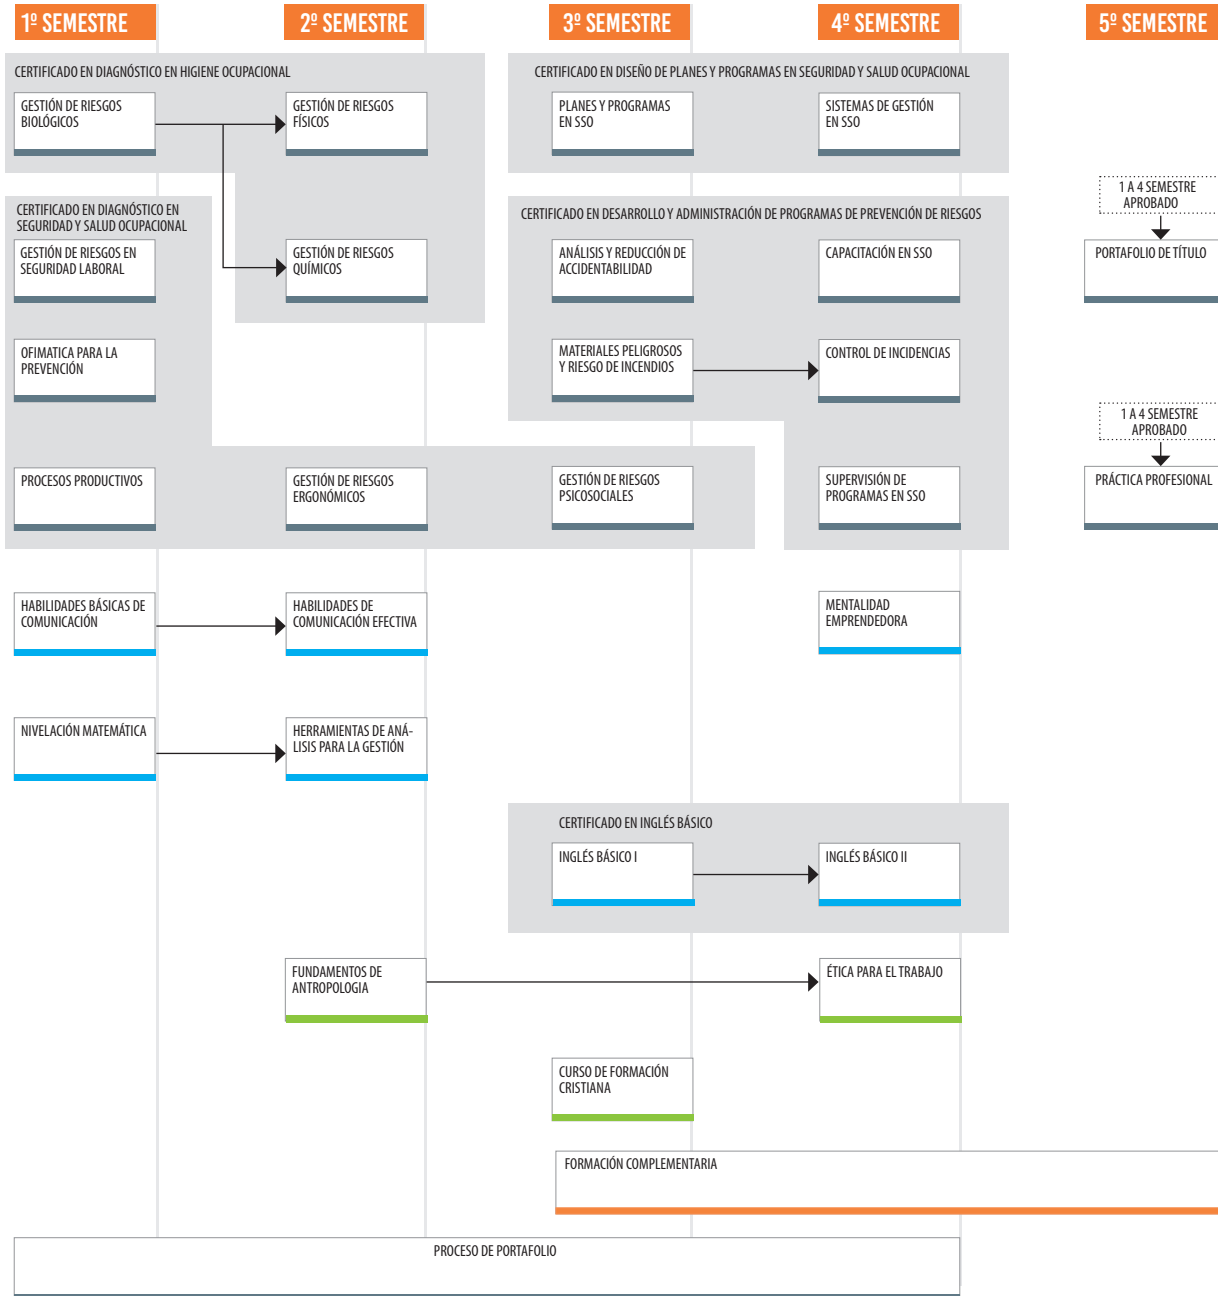 1º SEMESTRE
2º SEMESTRE
3º SEMESTRE
4º SEMESTRE
5º SEMESTRE
CERTIFICADO EN DIAGNÓSTICO EN HIGIENE OCUPACIONAL
CERTIFICADO EN DISEÑO DE PLANES Y PROGRAMAS EN SEGURIDAD Y SALUD OCUPACIONAL
GESTIÓN DE RIESGOS
BIOLÓGICOS
GESTIÓN DE RIESGOS
FÍSICOS
PLANES Y PROGRAMAS
EN SSO
SISTEMAS DE GESTIÓN
EN SSO
1 A 4 SEMESTRE
APROBADO
CERTIFICADO EN DIAGNÓSTICO EN
SEGURIDAD Y SALUD OCUPACIONAL
CERTIFICADO EN DESARROLLO Y ADMINISTRACIÓN DE PROGRAMAS DE PREVENCIÓN DE RIESGOS
GESTIÓN DE RIESGOS EN
SEGURIDAD LABORAL
GESTIÓN DE RIESGOS
QUÍMICOS
ANÁLISIS Y REDUCCIÓN DE
ACCIDENTABILIDAD
CAPACITACIÓN EN SSO
PORTAFOLIO DE TÍTULO
OFIMATICA PARA LA
PREVENCIÓN
MATERIALES PELIGROSOS
Y RIESGO DE INCENDIOS
CONTROL DE INCIDENCIAS
1 A 4 SEMESTRE
APROBADO
PROCESOS PRODUCTIVOS
GESTIÓN DE RIESGOS
ERGONÓMICOS
GESTIÓN DE RIESGOS
PSICOSOCIALES
SUPERVISIÓN DE
PROGRAMAS EN SSO
PRÁCTICA PROFESIONAL
HABILIDADES BÁSICAS DE
COMUNICACIÓN
HABILIDADES DE
COMUNICACIÓN EFECTIVA
MENTALIDAD
EMPRENDEDORA
NIVELACIÓN MATEMÁTICA
HERRAMIENTAS DE ANÁ-
LISIS PARA LA GESTIÓN
CERTIFICADO EN INGLÉS BÁSICO
INGLÉS BÁSICO I
INGLÉS BÁSICO II
FUNDAMENTOS DE
ANTROPOLOGIA
ÉTICA PARA EL TRABAJO
CURSO DE FORMACIÓN
CRISTIANA
FORMACIÓN COMPLEMENTARIA
PROCESO DE PORTAFOLIO